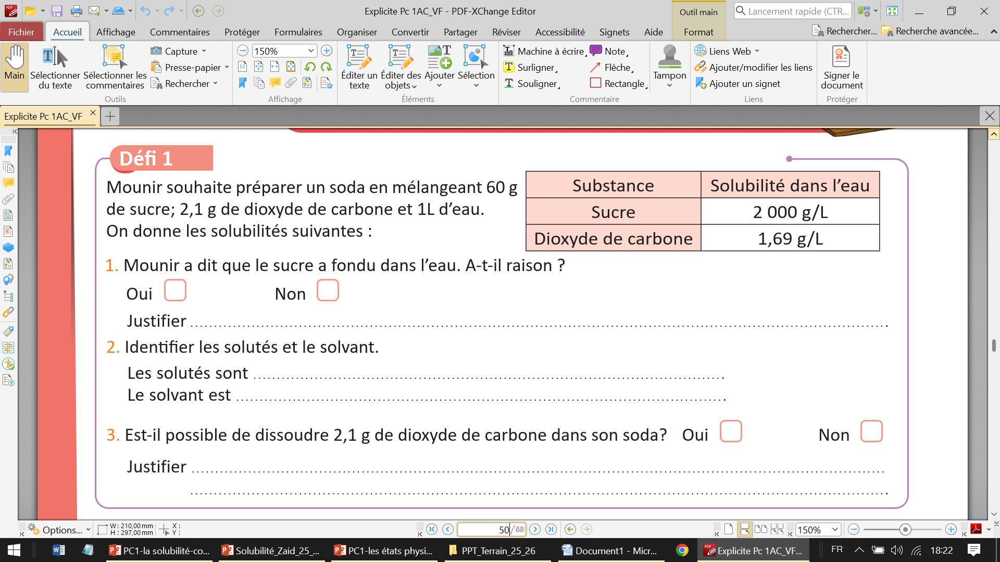 Explicite Pc 1AC_VF - PDF-XChange Editor
Outil main
Lancement rapide (CTR...
Fichier Accueil Affichage Commentaires Protéger Formulaires Organiser Convertir Partager Réviser Accessibilité Signets Aide Format Rechercher... Recherche avancée...
Main
Sélectionner du texte
Sélectionner les commentaires
Capture
Presse-papier
Rechercher
Outils
150%
Affichage
Éditer un texte
Éditer des objets
Ajouter
Sélection
Éléments
Machine à écrire
Surligner
Souligner
Note
Flèche
Rectangle
Tampon
Commentaire
Liens Web
Ajouter/modifier les liens
Ajouter un signet
Liens
Signer le document
Protéger
Explicite Pc 1AC_VF
Défi 1
Mounir souhaite préparer un soda en mélangeant 60 g
de sucre; 2,1 g de dioxyde de carbone et 1L d’eau.
On donne les solubilités suivantes :
Substance Solubilité dans l’eau
Sucre 2 000 g/L
Dioxyde de carbone 1,69 g/L
1. Mounir a dit que le sucre a fondu dans l’eau. A-t-il raison ?
Oui Non
Justifier
2. Identifier les solutés et le solvant.
Les solutés sont
Le solvant est
3. Est-il possible de dissoudre 2,1 g de dioxyde de carbone dans son soda? Oui Non
Justifier
Options...
W : 210,00 mm
H : 297,00 mm
X :
Y :
50 / 88
150%
PC1-la solubilité-co...
Solubilité_Zaid_25_...
PC1-les états physi...
PPT_Terrain_25_26
Document1 - Micr...
Explicite Pc 1AC_VF...
FR
18:22